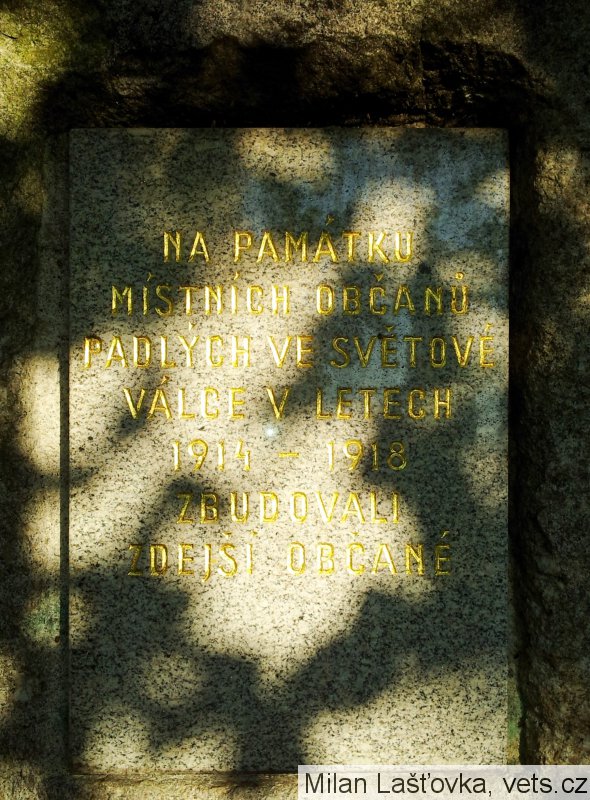 NA PAMÁTKU
MÍSTNÍCH OBČANŮ
PADLÝCH VE SVĚTOVÉ
VÁLCE V LETECH
1914 – 1918
ZBUDOVALI
ZDEJŠÍ OBČANÉ
Milan Lašťovka, vets.cz